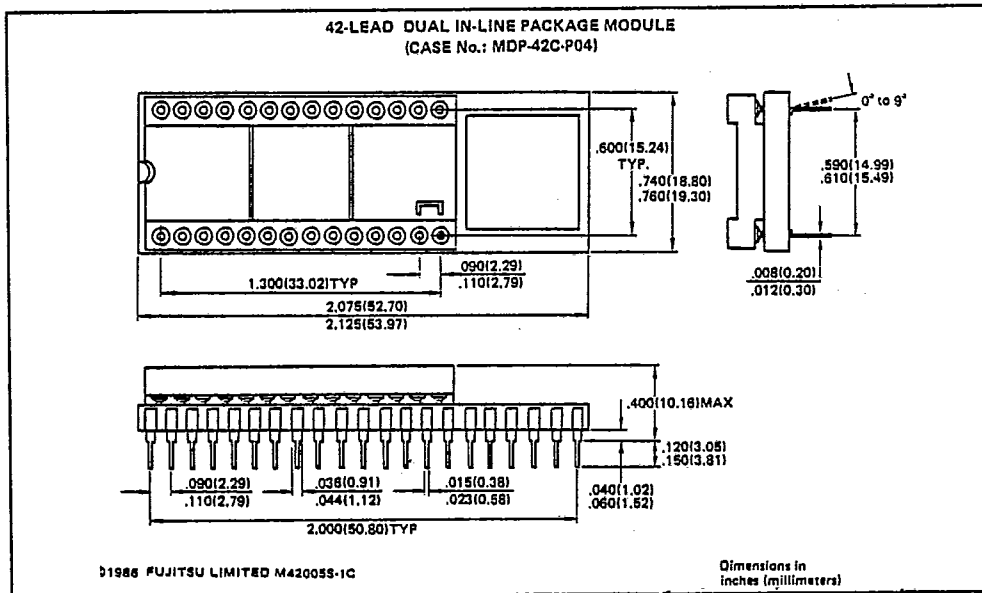 42-LEAD DUAL IN-LINE PACKAGE MODULE
(CASE No.: MDP-42C-P04)
0° to 9°
.600(15.24)
TYP.
.740(18.80)
.760(19.30)
.590(14.99)
.610(15.49)
.090(2.29)
.110(2.79)
1.300(33.02)TYP
2.075(52.70)
2.125(53.97)
.008(0.20)
.012(0.30)
.400(10.16)MAX
.120(3.05)
.150(3.81)
.090(2.29)
.110(2.79)
.036(0.91)
.044(1.12)
.015(0.38)
.023(0.58)
.040(1.02)
.060(1.52)
2.000(50.80)TYP
1986 FUJITSU LIMITED M42005S-1C
Dimensions in
inches (millimeters)